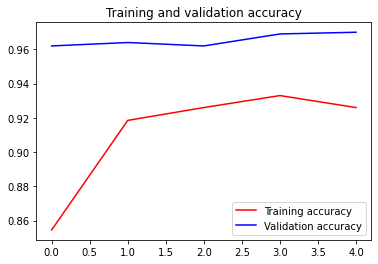 Training and validation accuracy
0.96
0.94
0.92
0.90
0.88
0.86
0.0 0.5 1.0 1.5 2.0 2.5 3.0 3.5 4.0
Training accuracy
Validation accuracy